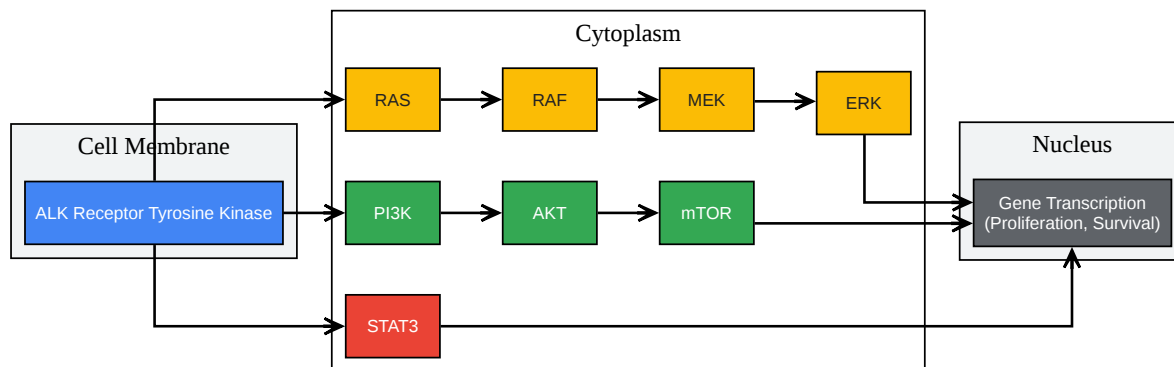 Cytoplasm
RAS
RAF
MEK
ERK
Cell Membrane
Nucleus
ALK Receptor Tyrosine Kinase
PI3K
AKT
mTOR
Gene Transcription
(Proliferation, Survival)
STAT3